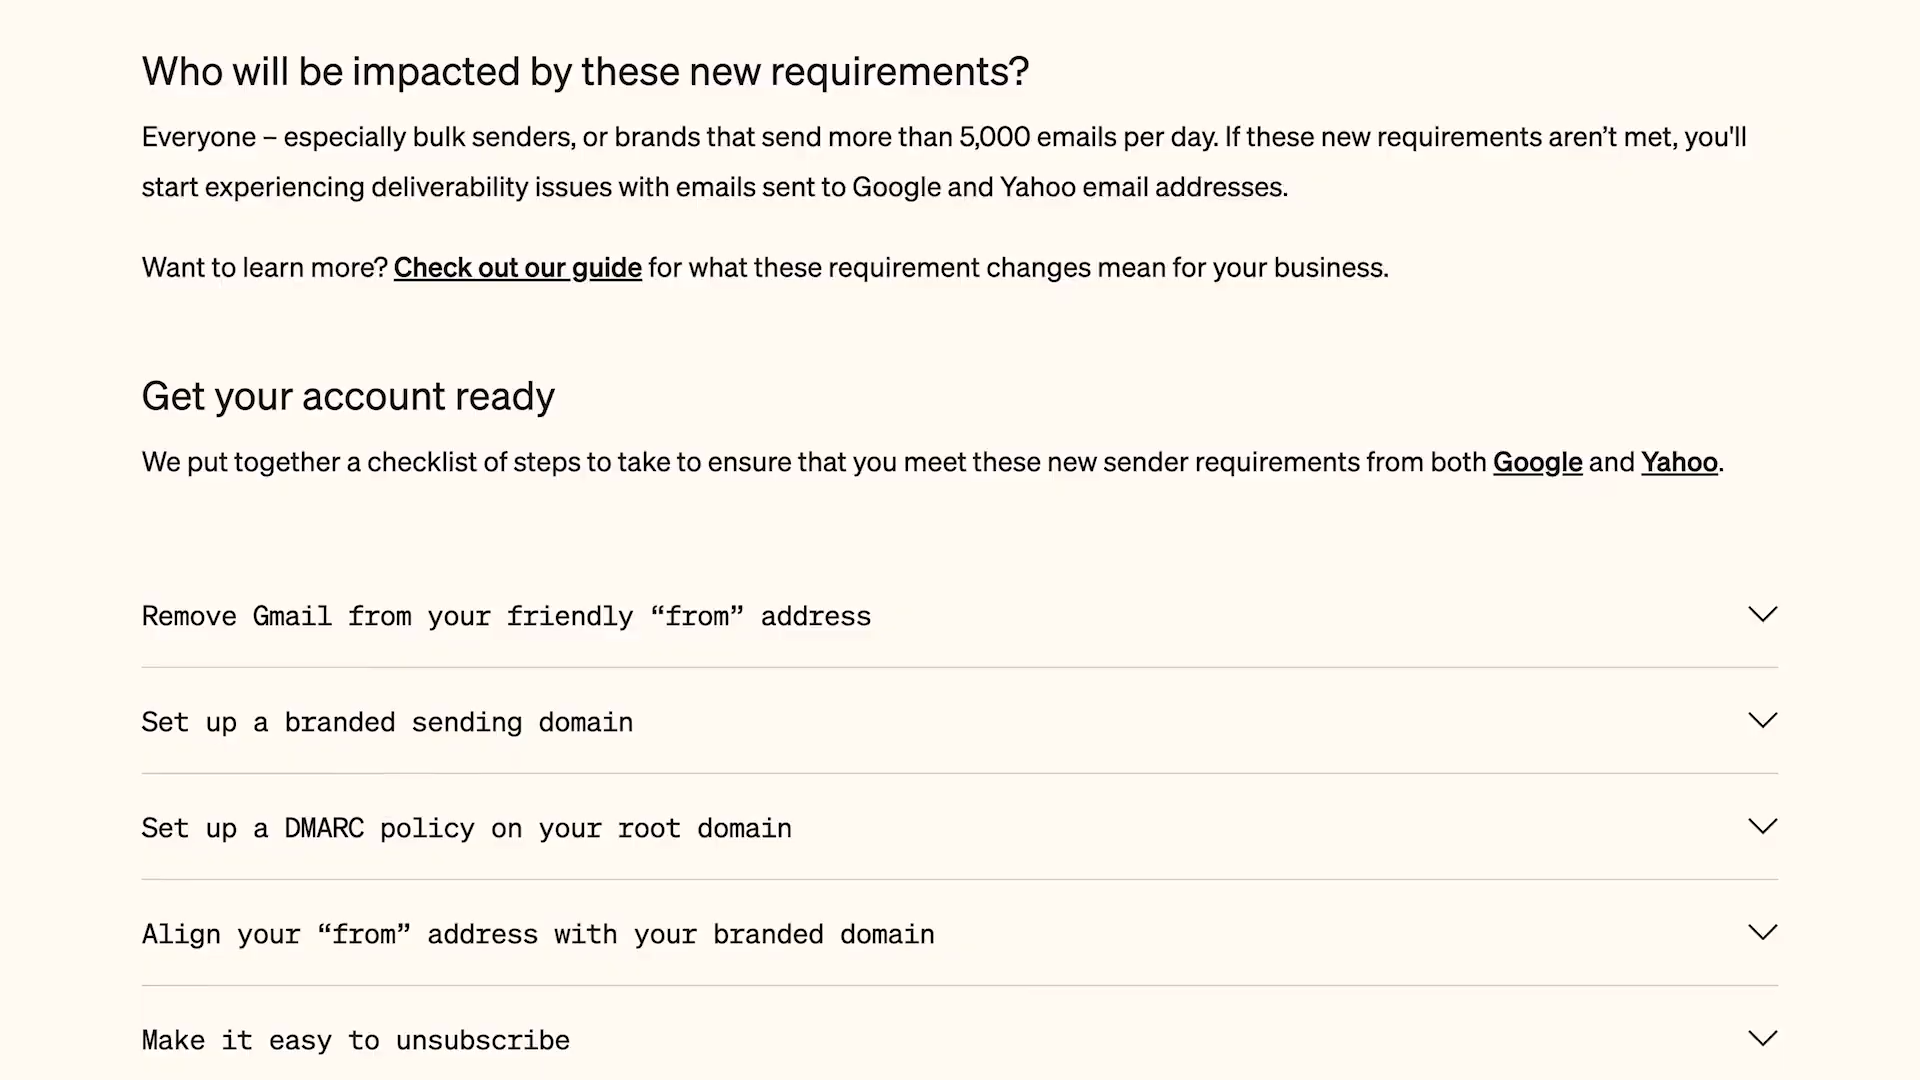 Who will be impacted by these new requirements?
Everyone – especially bulk senders, or brands that send more than 5,000 emails per day. If these new requirements aren’t met, you'll
start experiencing deliverability issues with emails sent to Google and Yahoo email addresses.
Want to learn more? Check out our guide for what these requirement changes mean for your business.
Get your account ready
We put together a checklist of steps to take to ensure that you meet these new sender requirements from both Google and Yahoo.
Remove Gmail from your friendly “from” address
Set up a branded sending domain
Set up a DMARC policy on your root domain
Align your “from” address with your branded domain
Make it easy to unsubscribe